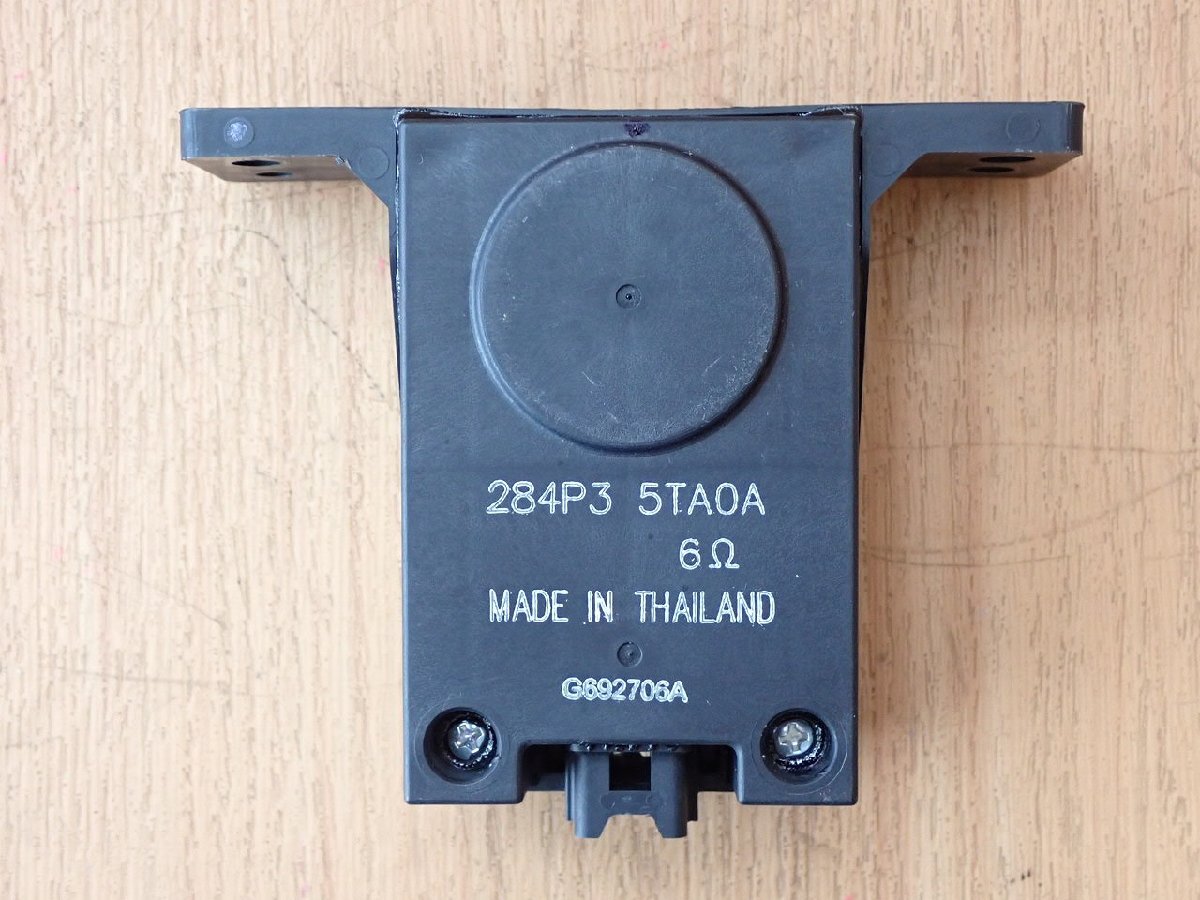 284P3 5TA0A
6Ω
MADE IN THAILAND
G692706A